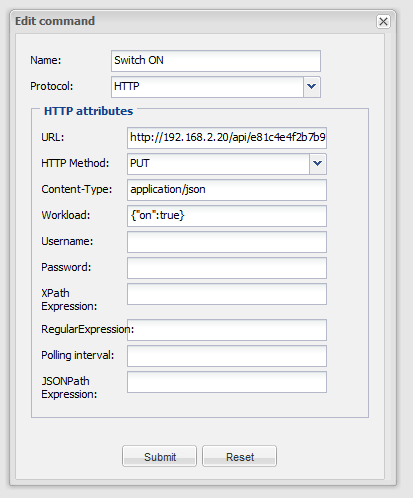 Edit command
Name: Switch ON
Protocol: HTTP
HTTP attributes
URL: http://192.168.2.20/api/e81c4e4f2b7b9
HTTP Method: PUT
Content-Type: application/json
Workload: {"on":true}
Username:
Password:
XPath
Expression:
RegularExpression:
Polling interval:
JSONPath
Expression:
Submit Reset